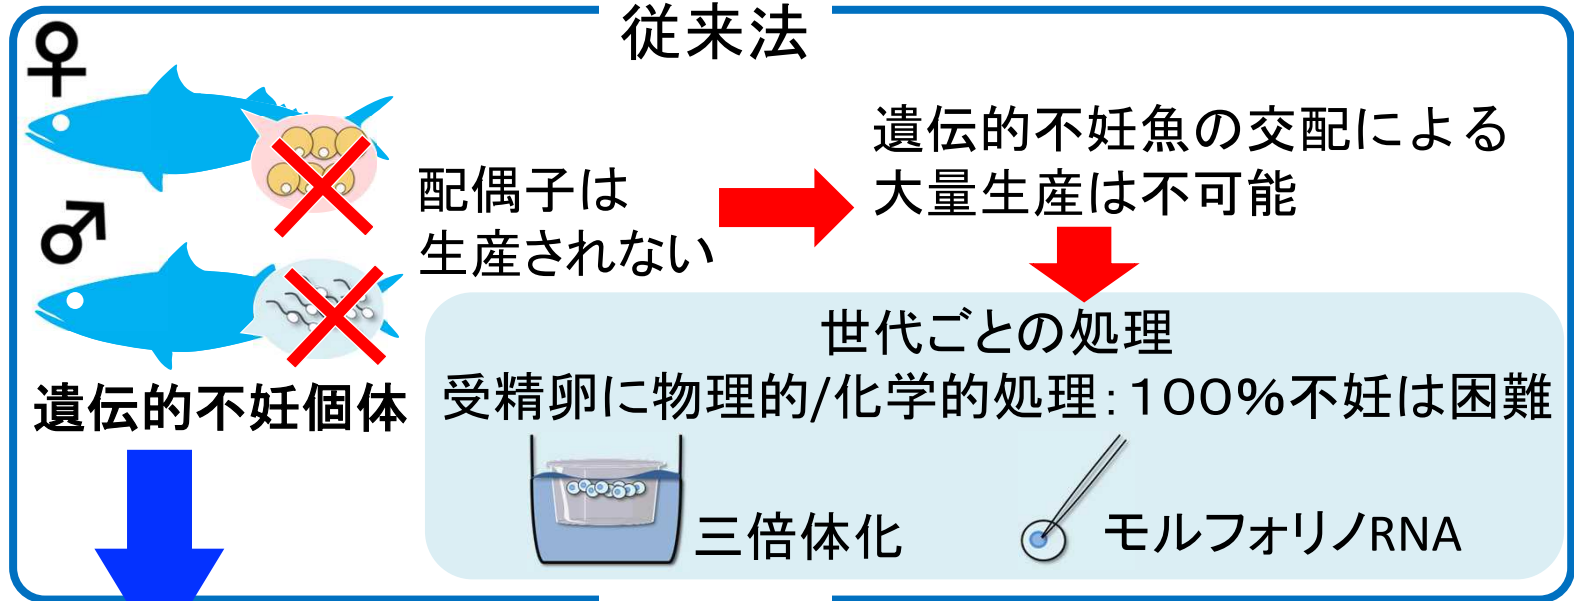 従来法
♀
遺伝的不妊魚の交配による
大量生産は不可能
配偶子は
生産されない
♂
世代ごとの処理
受精卵に物理的/化学的処理：１００％不妊は困難
遺伝的不妊個体
三倍体化
モルフォリノRNA